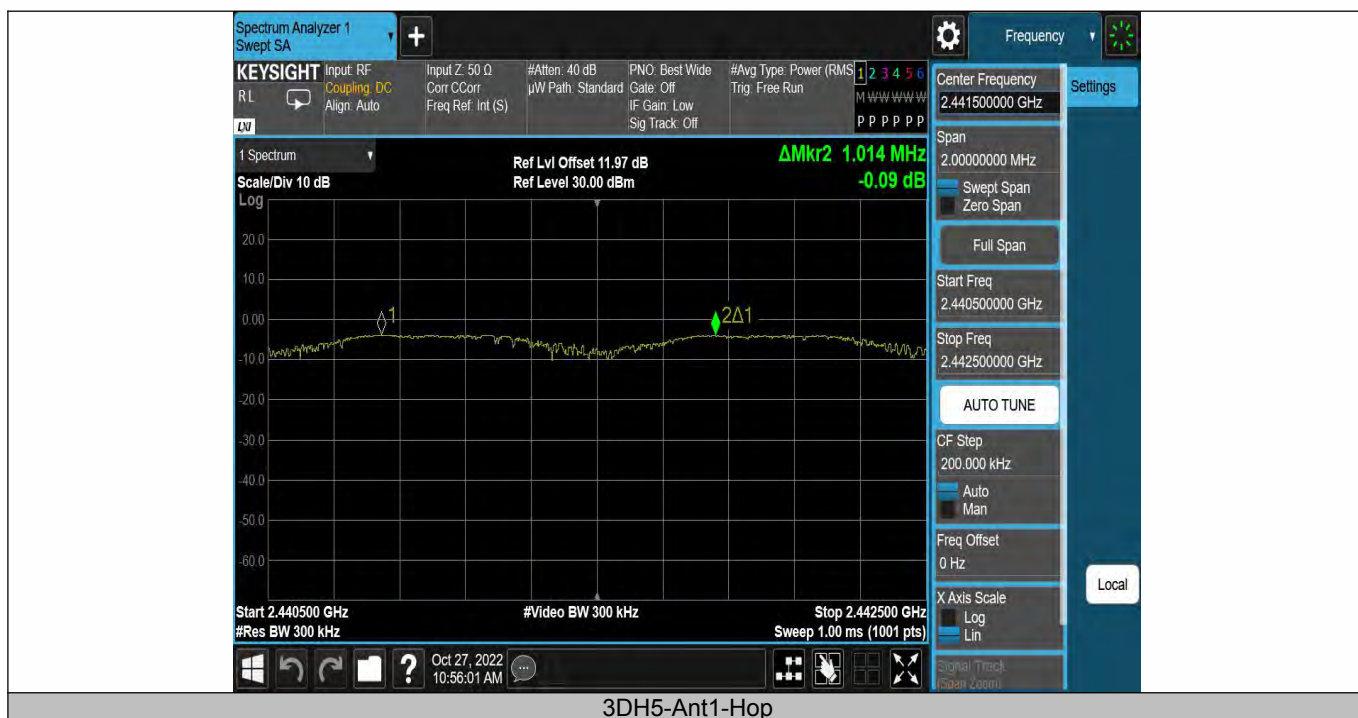 Spectrum Analyzer 1
Swept SA
+
Frequency
KEYSIGHT
R L
LXI
Input: RF
Coupling: DC
Align: Auto
Input Z: 50 Ω
Corr CCorr
Freq Ref: Int (S)
#Atten: 40 dB
µW Path: Standard
PNO: Best Wide
Gate: Off
IF Gain: Low
Sig Track: Off
#Avg Type: Power (RMS
Trig: Free Run
1 2 3 4 5 6
M W W W W W
P P P P P P
1 Spectrum
Scale/Div 10 dB
Log
Ref Lvl Offset 11.97 dB
Ref Level 30.00 dBm
ΔMkr2 1.014 MHz
-0.09 dB
20.0
10.0
0.00
-10.0
-20.0
-30.0
-40.0
-50.0
-60.0
1
2Δ1
Start 2.440500 GHz
#Res BW 300 kHz
#Video BW 300 kHz
Stop 2.442500 GHz
Sweep 1.00 ms (1001 pts)
Center Frequency
2.441500000 GHz
Settings
Span
2.00000000 MHz
Swept Span
Zero Span
Full Span
Start Freq
2.440500000 GHz
Stop Freq
2.442500000 GHz
AUTO TUNE
CF Step
200.000 kHz
Auto
Man
Freq Offset
0 Hz
X Axis Scale
Log
Lin
Local
Signal Track
(Span Zoom)
?
Oct 27, 2022
10:56:01 AM
3DH5-Ant1-Hop